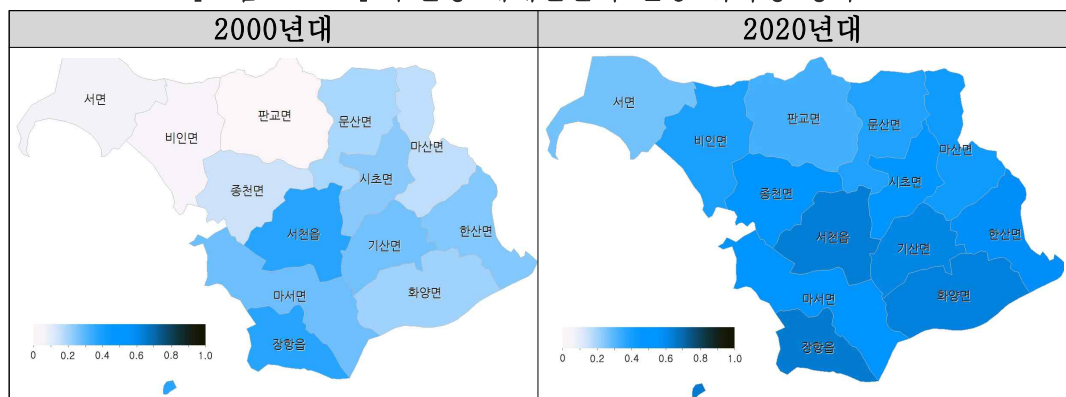 2000년대
2020년대
서면
비인면
판교면
문산면
마산면
종천면
시초면
서천읍
기산면
한산면
마서면
화양면
장항읍
0 0.2 0.4 0.6 0.8 1.0
서면
비인면
판교면
문산면
마산면
종천면
시초면
서천읍
기산면
한산면
마서면
화양면
장항읍
0 0.2 0.4 0.6 0.8 1.0